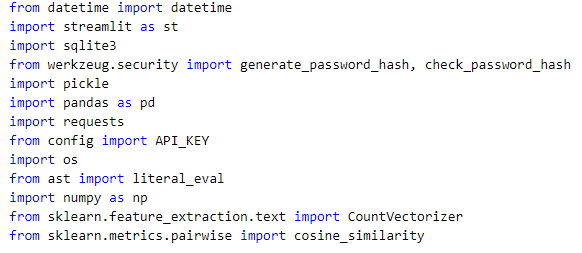 from datetime import datetime
import streamlit as st
import sqlite3
from werkzeug.security import generate_password_hash, check_password_hash
import pickle
import pandas as pd
import requests
from config import API_KEY
import os
from ast import literal_eval
import numpy as np
from sklearn.feature_extraction.text import CountVectorizer
from sklearn.metrics.pairwise import cosine_similarity